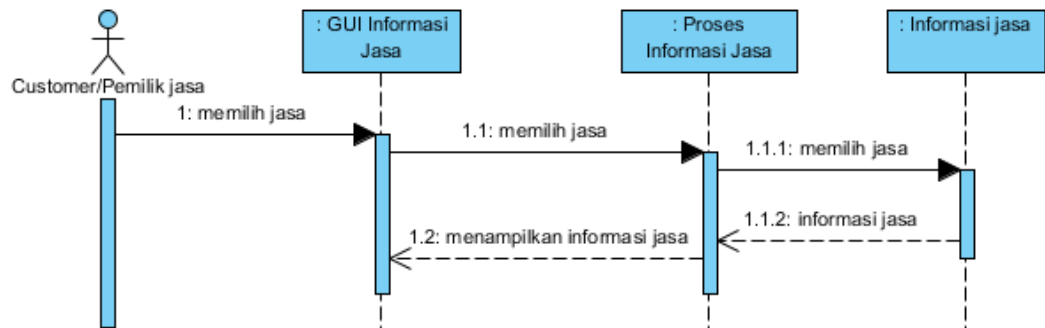 : GUI Informasi
Jasa
: Proses
Informasi Jasa
: Informasi jasa
Customer/Pemilik jasa
1: memilih jasa
1.1: memilih jasa
1.1.1: memilih jasa
1.1.2: informasi jasa
1.2: menampilkan informasi jasa